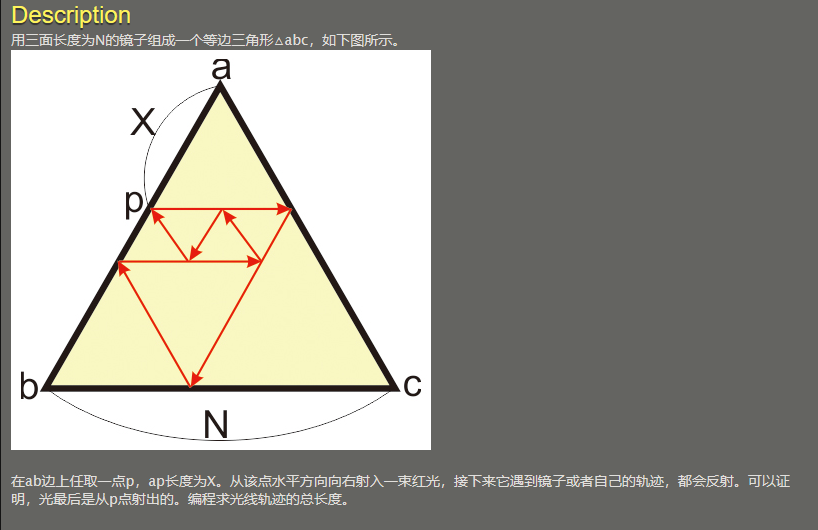 Description
用三面长度为N的镜子组成一个等边三角形△abc，如下图所示。
a
X
p
b
c
N
在ab边上任取一点p，ap长度为X。从该点水平方向向右射入一束红光，接下来它遇到镜子或者自己的轨迹，都会反射。可以证
明，光最后是从p点射出的。编程求光线轨迹的总长度。